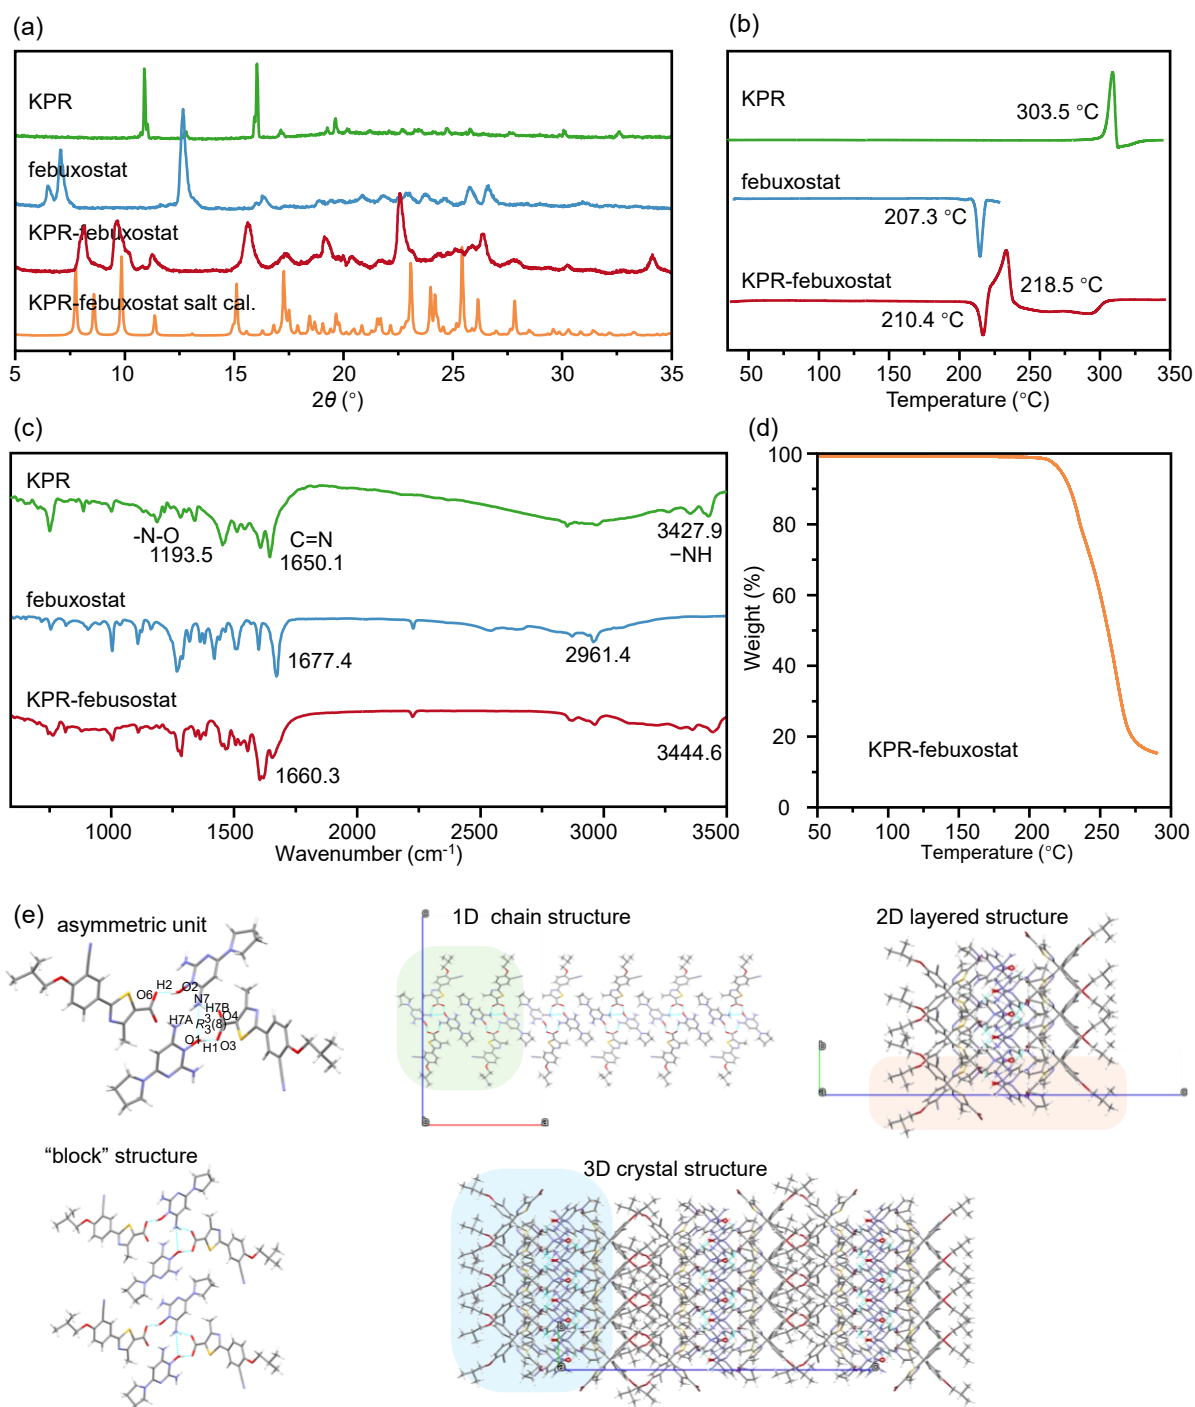 (a)
KPR
febuxostat
KPR-febuxostat
KPR-febuxostat salt cal.
5 10 15 20 25 30 35
2θ (°)
(b)
KPR
303.5 °C
febuxostat
207.3 °C
KPR-febuxostat
218.5 °C
210.4 °C
50 100 150 200 250 300 350
Temperature (°C)
(c)
KPR
-N-O
1193.5
C=N
1650.1
3427.9
−NH
febuxostat
1677.4
2961.4
KPR-febusostat
1660.3
3444.6
1000 1500 2000 2500 3000 3500
Wavenumber (cm-1)
(d)
100
80
60
40
20
0
Weight (%)
KPR-febuxostat
50 100 150 200 250 300
Temperature (°C)
(e)
asymmetric unit
O6
H2
O2
N7
H7B
O4
H7A
R33(8)
O1
H1
O3
1D chain structure
c
b
a
2D layered structure
b
a
c
“block” structure
3D crystal structure
b
a
c